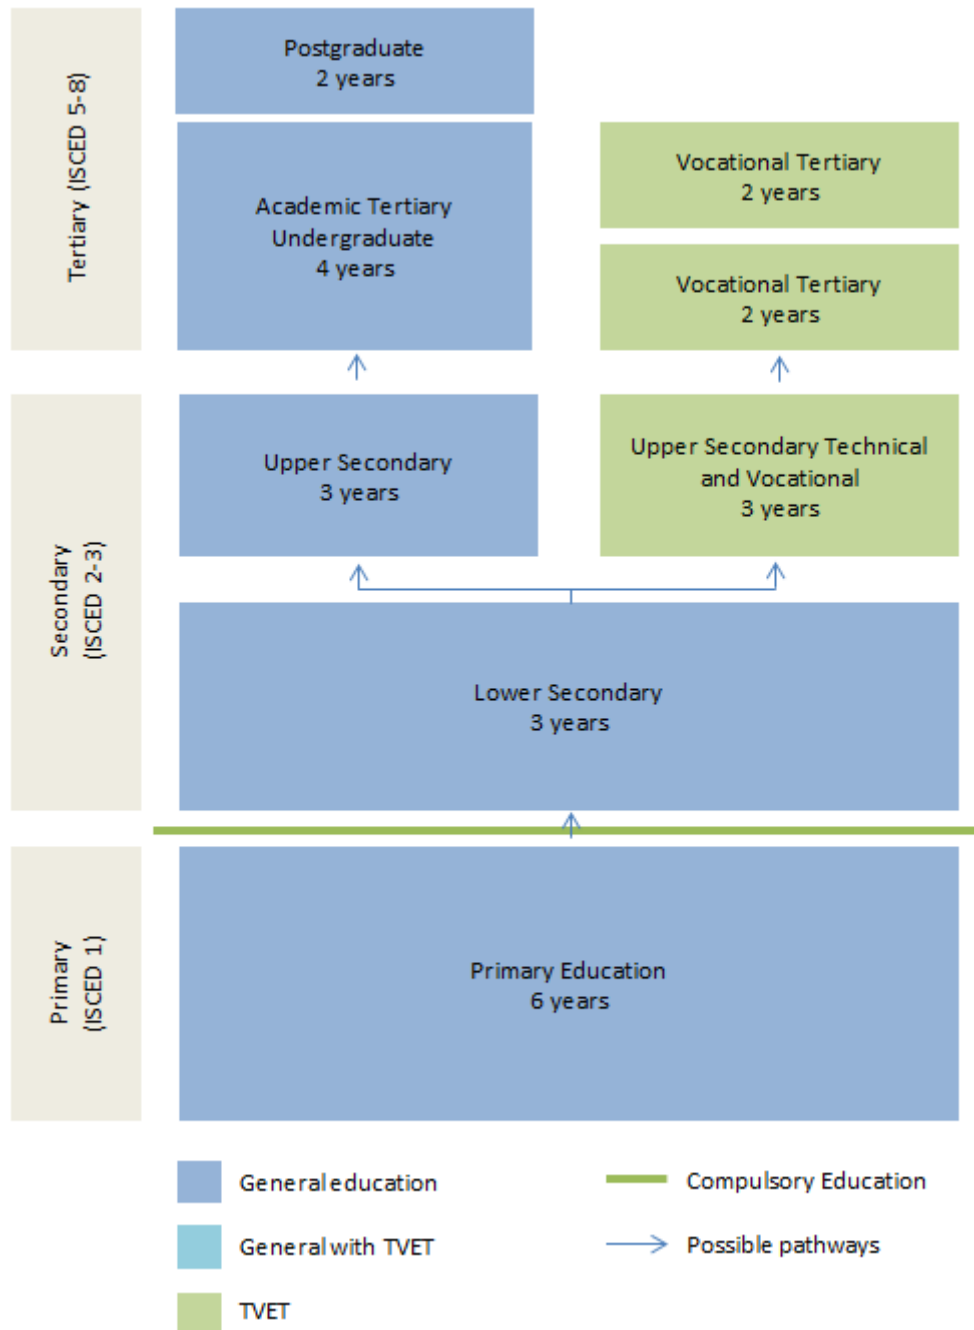 Tertiary (ISCED 5-8)
Postgraduate
2 years
Academic Tertiary
Undergraduate
4 years
Vocational Tertiary
2 years
Vocational Tertiary
2 years
Secondary
(ISCED 2-3)
Upper Secondary
3 years
Upper Secondary Technical
and Vocational
3 years
Lower Secondary
3 years
Primary
(ISCED 1)
Primary Education
6 years
General education
General with TVET
TVET
Compulsory Education
Possible pathways